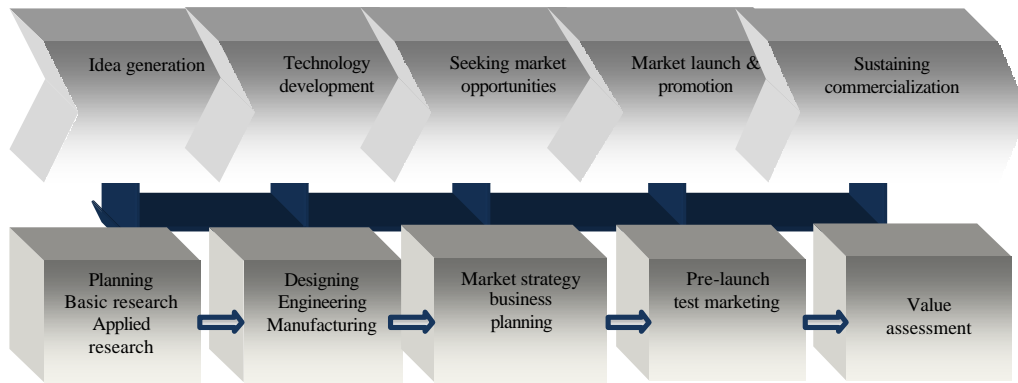 Idea generation
Technology
development
Seeking market
opportunities
Market launch &
promotion
Sustaining
commercialization
Planning
Basic research
Applied
research
Designing
Engineering
Manufacturing
Market strategy
business
planning
Pre-launch
test marketing
Value
assessment